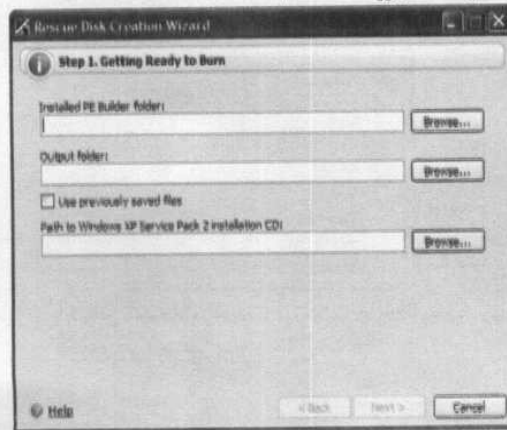 Rescue Disk Creation Wizard
Step 1. Getting Ready to Burn
Installed PE Builder folder:
Browse...
Output folder:
Browse...
Use previously saved files
Path to Windows XP Service Pack 2 installation CD:
Browse...
Help
< Back
Next >
Cancel